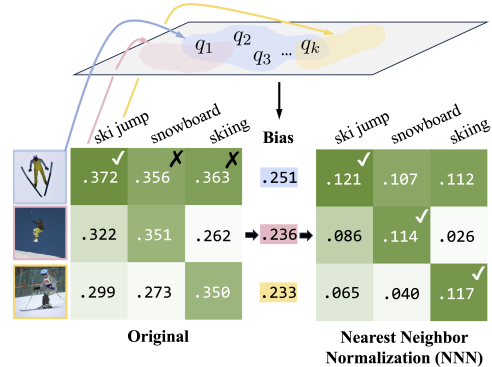 q1 q2 q3 ... qk
ski jump snowboard skiing
Bias
ski jump snowboard skiing
.372 ✓ .356 ✗ .363 ✗ .251 .121 ✓ .107 .112
.322 .351 .262 .236 .086 .114 ✓ .026
.299 .273 .350 .233 .065 .040 .117 ✓
Original
Nearest Neighbor
Normalization (NNN)